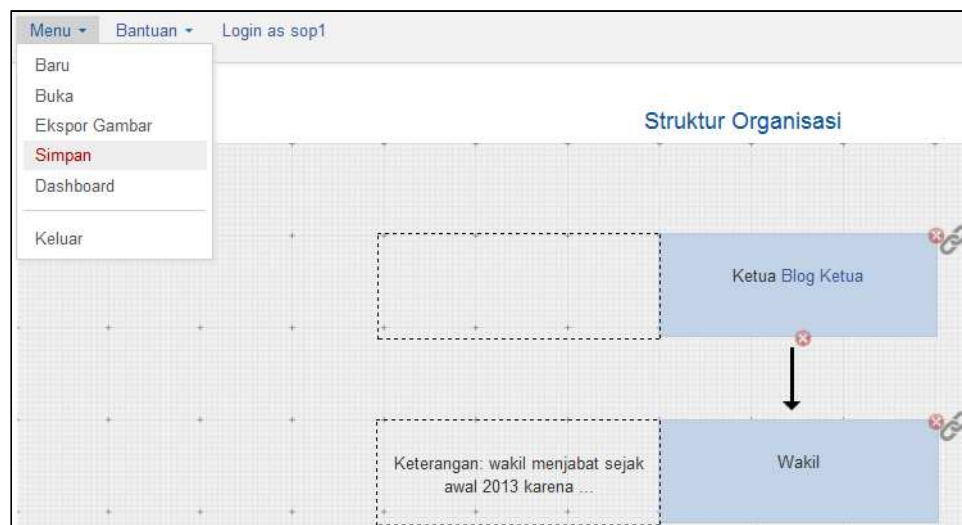 Menu Bantuan Login as sop1
Baru
Buka
Ekspor Gambar
Simpan
Dashboard
Keluar
Struktur Organisasi
Ketua Blog Ketua
Keterangan: wakil menjabat sejak
awal 2013 karena ...
Wakil